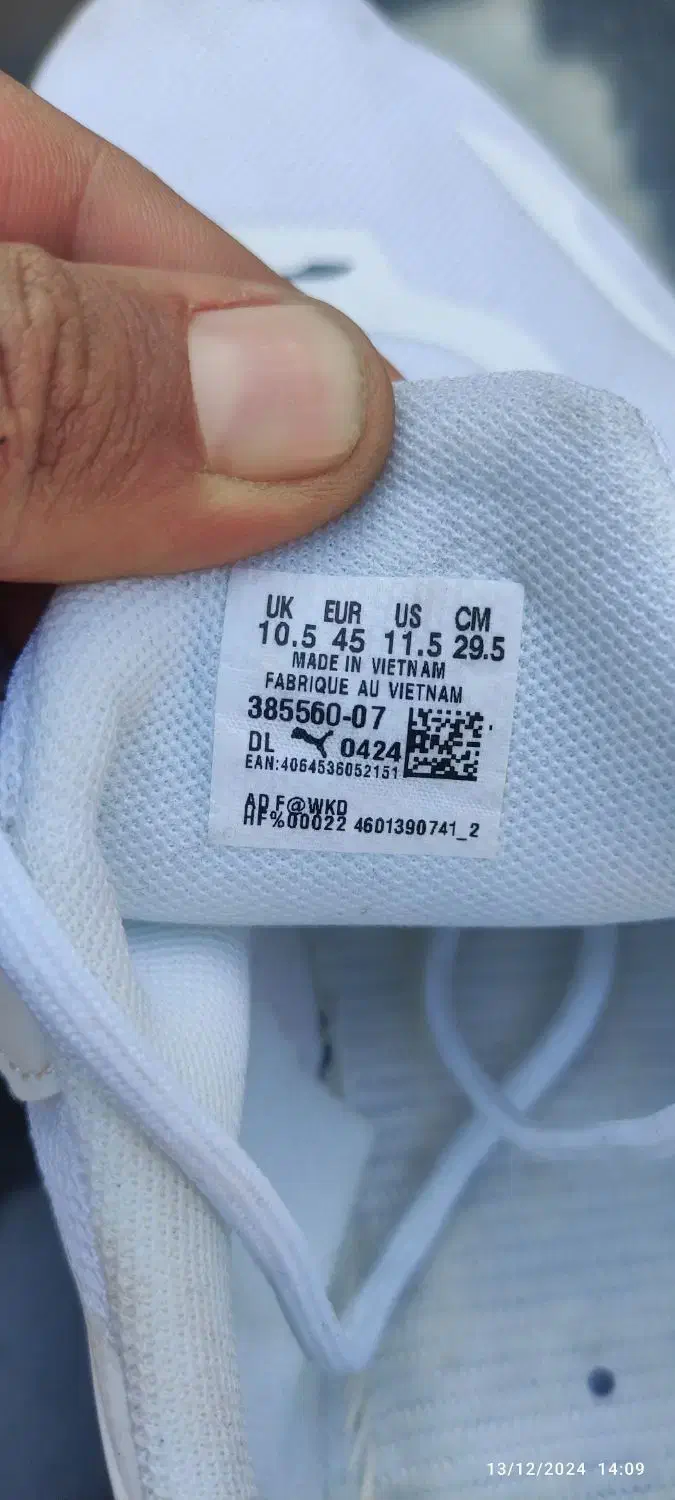 UK EUR US CM
10.5 45 11.5 29.5
MADE IN VIETNAM
FABRIQUE AU VIETNAM
385560-07
DL 0424
EAN:4064536052151
AD F@WKD
HF%00022 4601390741_2
13/12/2024 14:09